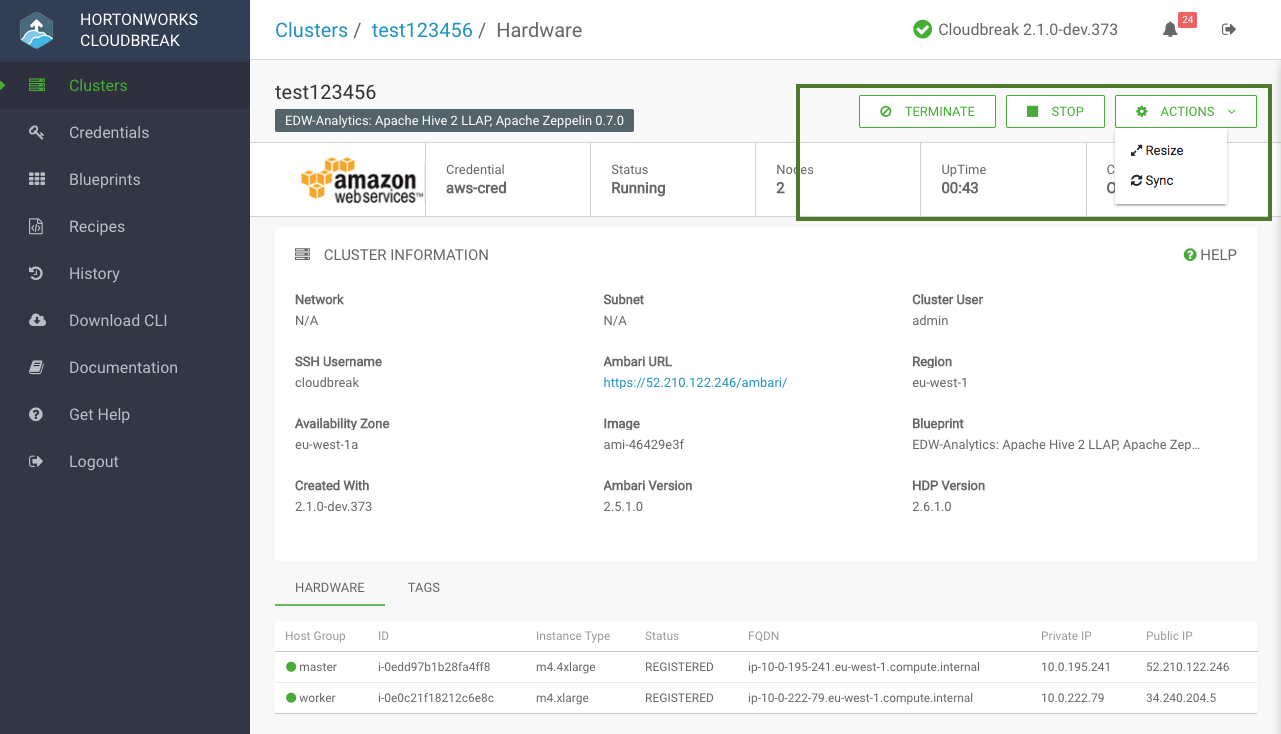 HORTONWORKS
CLOUDBREAK
Clusters
Credentials
Blueprints
Recipes
History
Download CLI
Documentation
Get Help
Logout
Clusters / test123456 / Hardware
Cloudbreak 2.1.0-dev.373
24
test123456
EDW-Analytics: Apache Hive 2 LLAP, Apache Zeppelin 0.7.0
TERMINATE
STOP
ACTIONS
Resize
Sync
amazon
webservices™
Credential
aws-cred
Status
Running
Nodes
2
UpTime
00:43
CLUSTER INFORMATION
HELP
Network
N/A
Subnet
N/A
Cluster User
admin
SSH Username
cloudbreak
Ambari URL
https://52.210.122.246/ambari/
Region
eu-west-1
Availability Zone
eu-west-1a
Image
ami-46429e3f
Blueprint
EDW-Analytics: Apache Hive 2 LLAP, Apache Zep...
Created With
2.1.0-dev.373
Ambari Version
2.5.1.0
HDP Version
2.6.1.0
HARDWARE TAGS
Host Group ID Instance Type Status FQDN Private IP Public IP
master i-0edd97b1b28fa4ff8 m4.4xlarge REGISTERED ip-10-0-195-241.eu-west-1.compute.internal 10.0.195.241 52.210.122.246
worker i-0e0c21f18212c6e8c m4.xlarge REGISTERED ip-10-0-222-79.eu-west-1.compute.internal 10.0.222.79 34.240.204.5